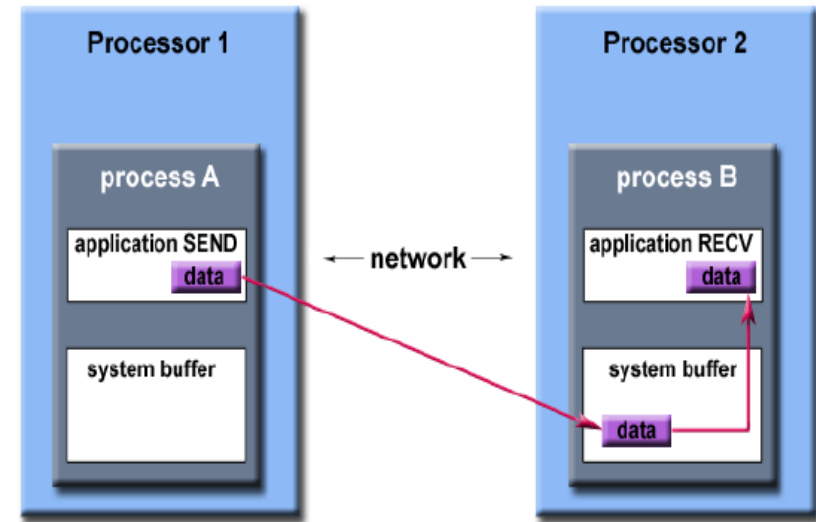 Processor 1
process A
application SEND
data
system buffer
network
Processor 2
process B
application RECV
data
system buffer
data